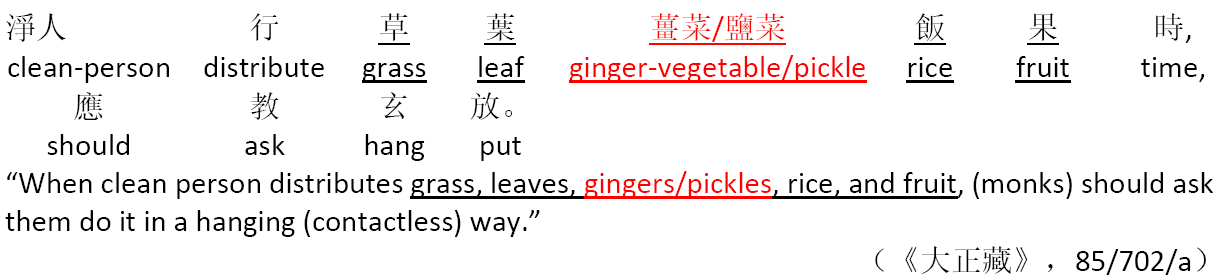 淨人 行 草 葉 薑菜/鹽菜 飯 果 時,
clean-person distribute grass leaf ginger-vegetable/pickle rice fruit time,
應 教 玄 放。
should ask hang put
“When clean person distributes grass, leaves, gingers/pickles, rice, and fruit, (monks) should ask
them do it in a hanging (contactless) way.”
（《大正藏》，85/702/a）